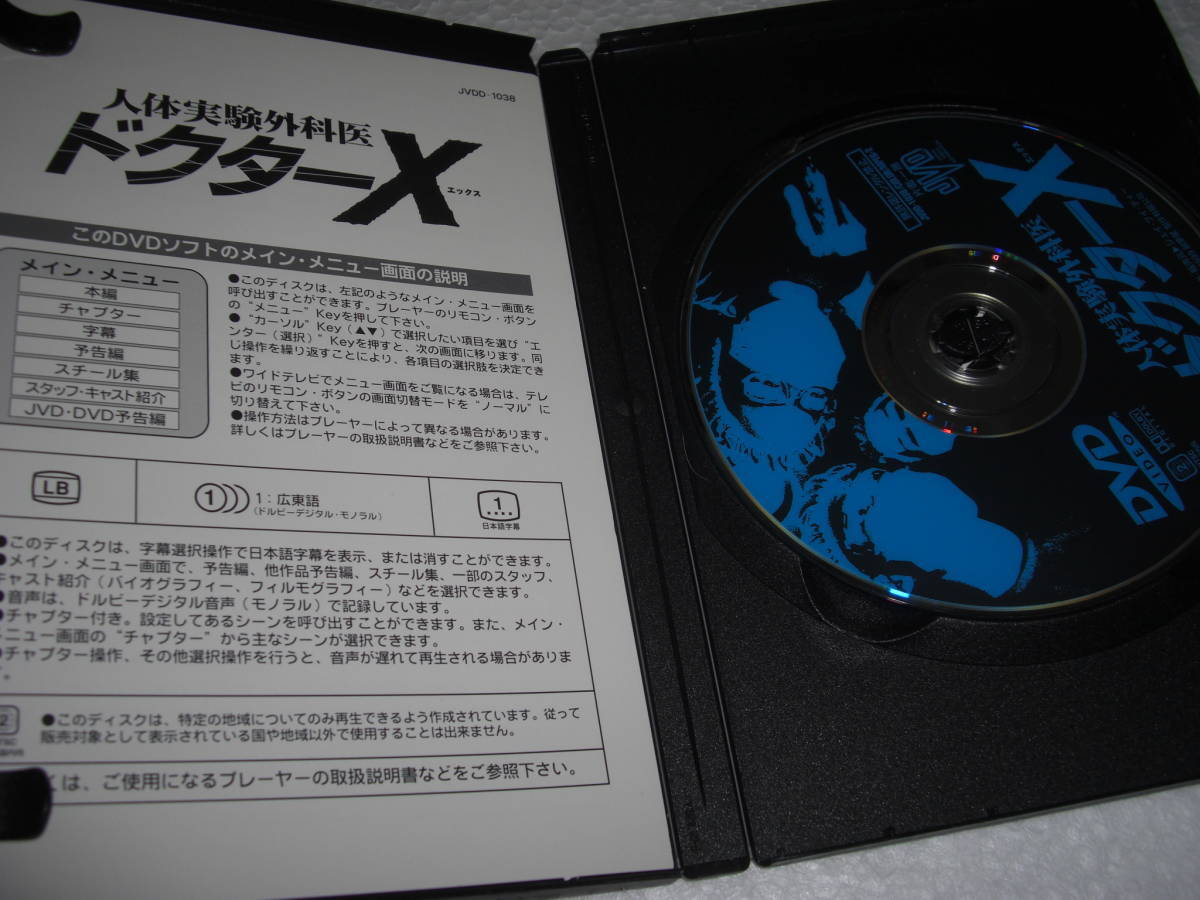 JVDD-1038
人体実験外科医
ドクターX
エックス
このDVDソフトのメイン・メニュー画面の説明
メイン・メニュー
本編
チャプター
字幕
予告編
スチール集
スタッフ・キャスト紹介
JVD・DVD予告編
●このディスクは、左記のようなメイン・メニュー画面を
呼び出すことができます。プレーヤーのリモコン・ボタン
の“メニュー”Keyを押して下さい。
●“カーソル”Key(▲▼)で選択したい項目を選び“エ
ンター(選択)”Keyを押すと、次の画面に移ります。同
じ操作を繰り返すことにより、各項目の選択肢を決定でき
ます。
●ワイドテレビでメニュー画面をご覧になる場合は、テレ
ビのリモコン・ボタンの画面切替モードを“ノーマル”に
切り替えて下さい。
●操作方法はプレーヤーによって異なる場合があります。
詳しくはプレーヤーの取扱説明書などをご参照下さい。
LB
1
1：広東語
(ドルビーデジタル・モノラル)
1
日本語字幕
●このディスクは、字幕選択操作で日本語字幕を表示、または消すことができます。
●メイン・メニュー画面で、予告編、他作品予告編、スチール集、一部のスタッフ、
キャスト紹介(バイオグラフィー、フィルモグラフィー)などを選択できます。
●音声は、ドルビーデジタル音声(モノラル)で記録しています。
●チャプター付き。設定してあるシーンを呼び出すことができます。また、メイン・
ニュー画面の“チャプター”から主なシーンが選択できます。
●チャプター操作、その他選択操作を行うと、音声が遅れて再生される場合がありま
す。
2
●このディスクは、特定の地域についてのみ再生できるよう作成されています。従って
販売対象として表示されている国や地域以外で使用することは出来ません。
くは、ご使用になるプレーヤーの取扱説明書などをご参照下さい。
JVD
人体実験外科医
ドクターX
エックス
DVD
VIDEO
2